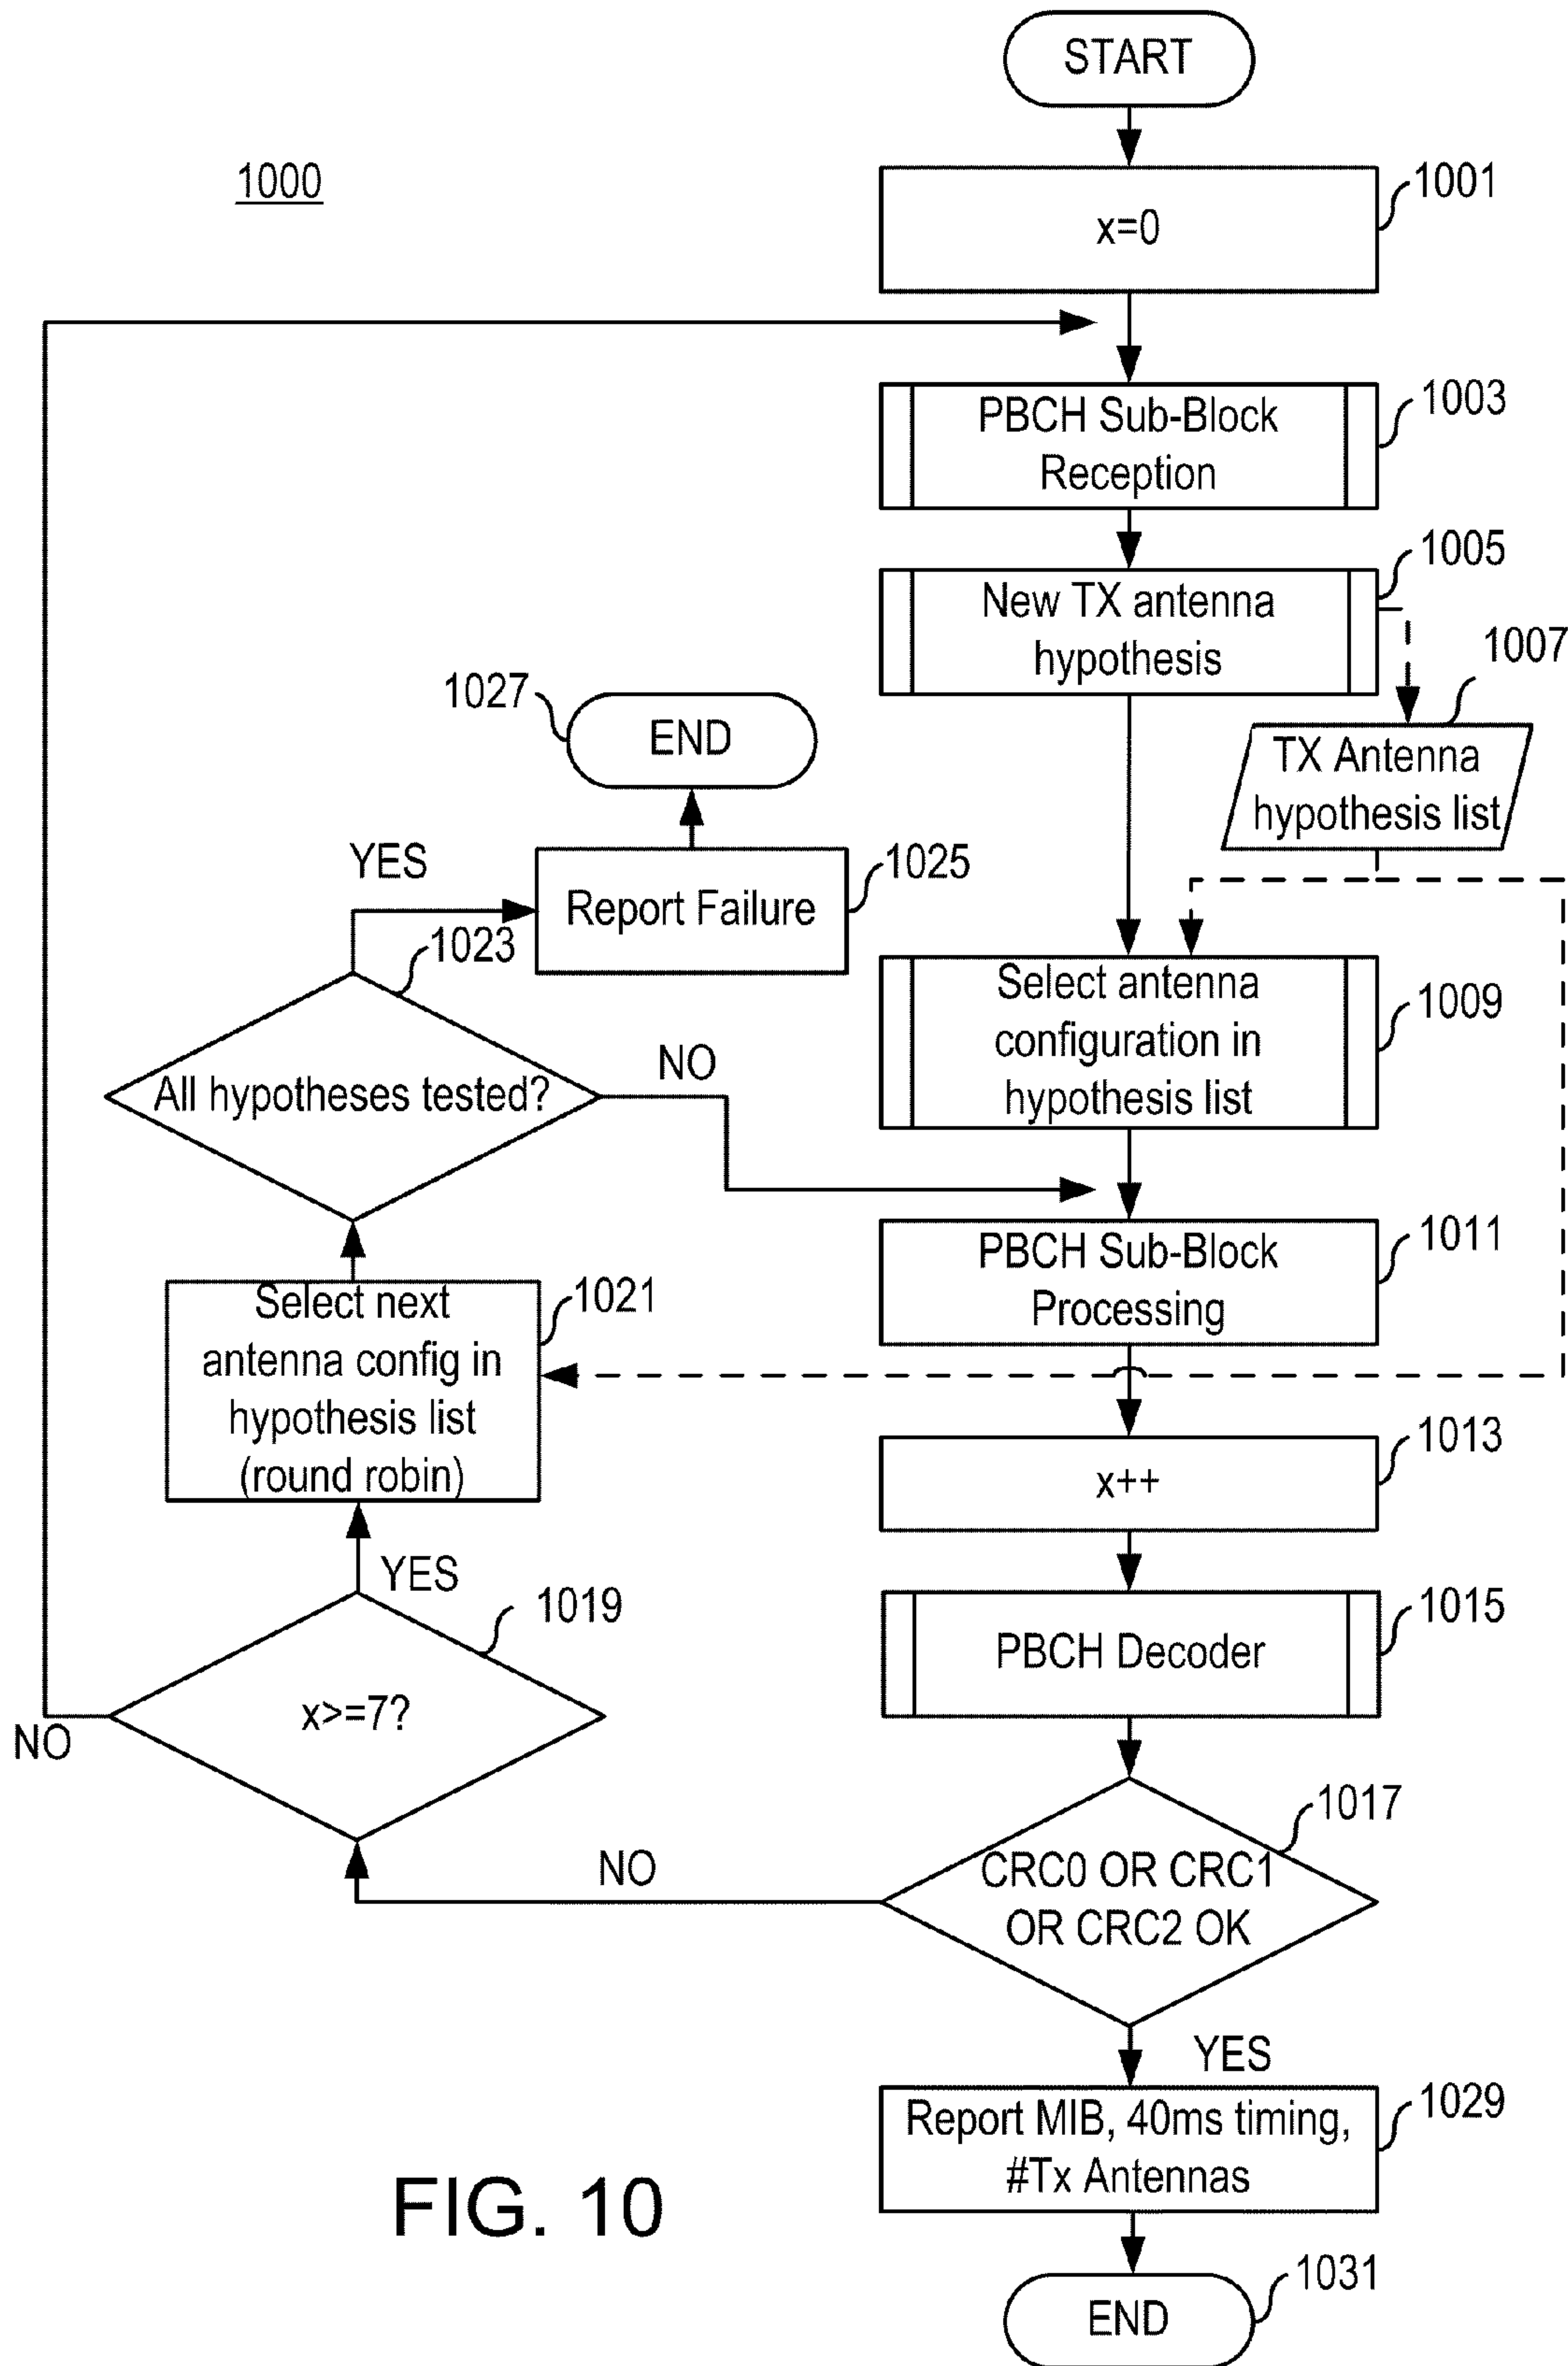 START
1000
1001
x=0
1003
PBCH Sub-Block
Reception
1005
New TX antenna
hypothesis
1007
TX Antenna
hypothesis list
1027
END
YES
1025
Report Failure
1023
Select antenna
configuration in
hypothesis list
1009
All hypotheses tested?
NO
PBCH Sub-Block
Processing
1011
Select next
antenna config in
hypothesis list
(round robin)
1021
1013
x++
YES
1019
1015
PBCH Decoder
x>=7?
NO
1017
CRC0 OR CRC1
OR CRC2 OK
NO
YES
1029
Report MIB, 40ms timing,
#Tx Antennas
FIG. 10
1031
END